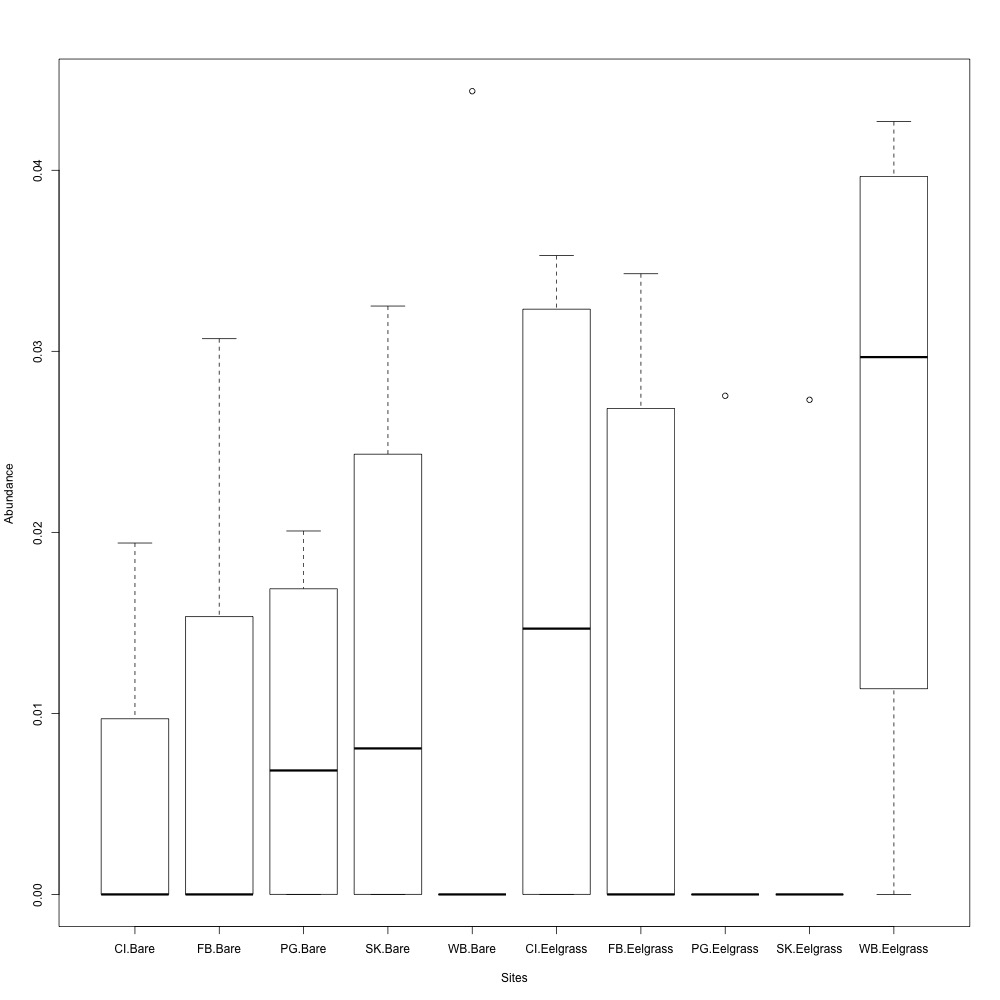 Abundance
0.04
0.03
0.02
0.01
0.00
CI.Bare FB.Bare PG.Bare SK.Bare WB.Bare CI.Eelgrass FB.Eelgrass PG.Eelgrass SK.Eelgrass WB.Eelgrass
Sites